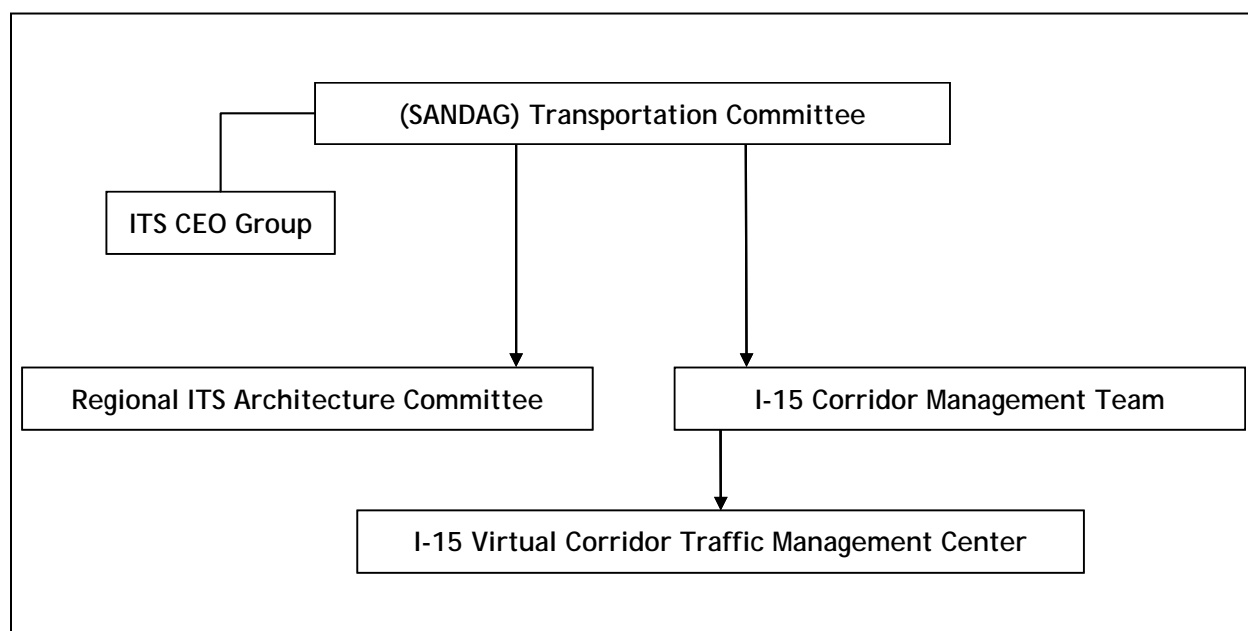 (SANDAG) Transportation Committee
ITS CEO Group
Regional ITS Architecture Committee
I-15 Corridor Management Team
I-15 Virtual Corridor Traffic Management Center